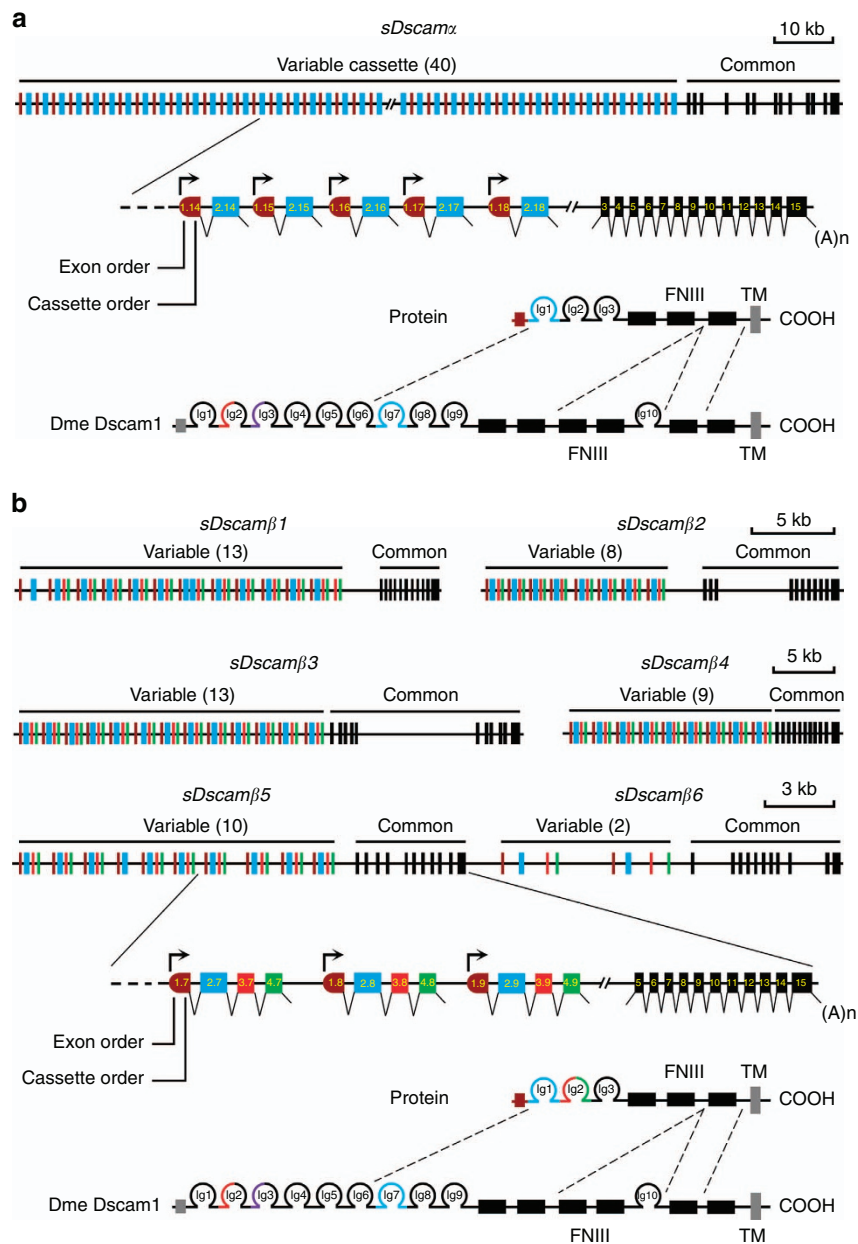 a
sDscamα
10 kb
Variable cassette (40)
Common
1.14 2.14 1.15 2.15 1.16 2.16 1.17 2.17 1.18 2.18 3 4 5 6 7 8 9 10 11 12 13 14 15
(A)n
Exon order
Cassette order
FNIII TM
Protein Ig1 Ig2 Ig3 COOH
Dme Dscam1 Ig1 Ig2 Ig3 Ig4 Ig5 Ig6 Ig7 Ig8 Ig9 Ig10 COOH
FNIII TM
b
sDscamβ1 sDscamβ2 5 kb
Variable (13) Common Variable (8) Common
sDscamβ3 sDscamβ4 5 kb
Variable (13) Common Variable (9) Common
sDscamβ5 sDscamβ6 3 kb
Variable (10) Common Variable (2) Common
1.7 2.7 3.7 4.7 1.8 2.8 3.8 4.8 1.9 2.9 3.9 4.9 5 6 7 8 9 10 11 12 13 14 15
(A)n
Exon order
Cassette order
FNIII TM
Protein Ig1 Ig2 Ig3 COOH
Dme Dscam1 Ig1 Ig2 Ig3 Ig4 Ig5 Ig6 Ig7 Ig8 Ig9 Ig10 COOH
FNIII TM